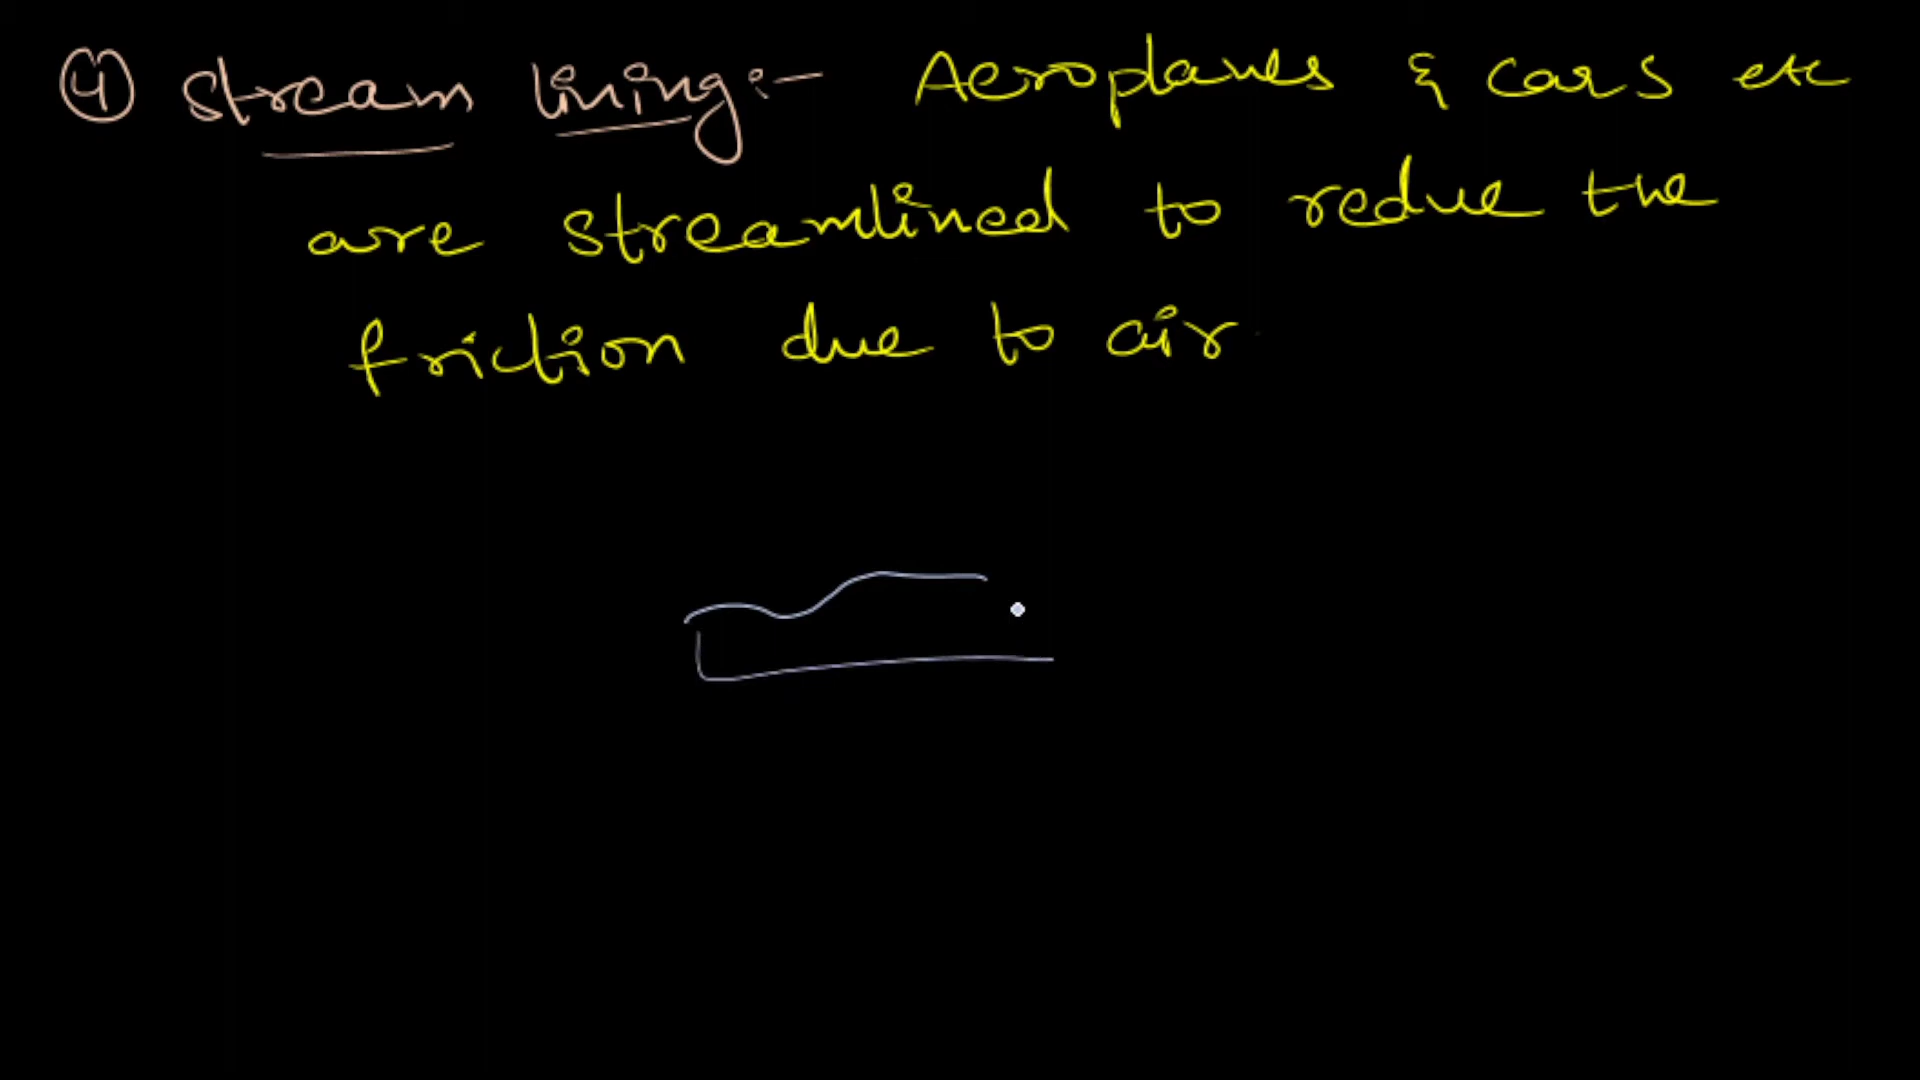 ④ stream lining:- Aeroplanes & cars etc
are streamlined to redue the
friction due to air